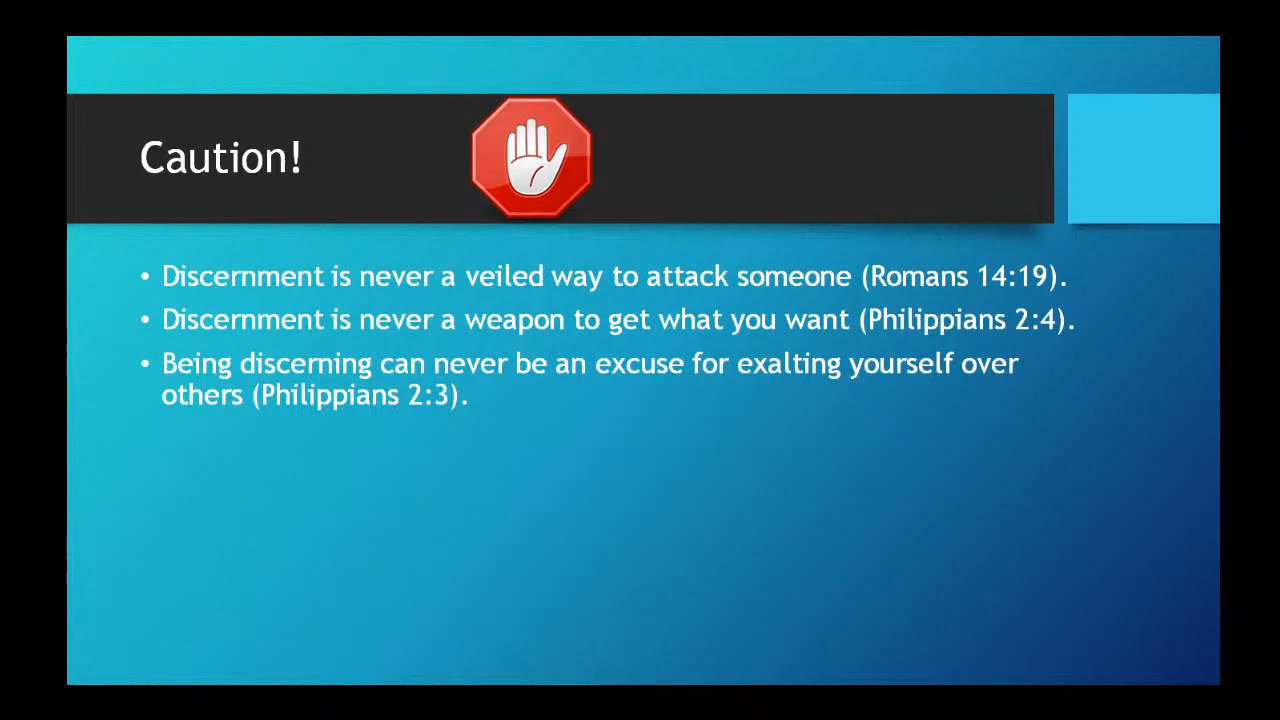 Caution!
• Discernment is never a veiled way to attack someone (Romans 14:19).
• Discernment is never a weapon to get what you want (Philippians 2:4).
• Being discerning can never be an excuse for exalting yourself over
others (Philippians 2:3).